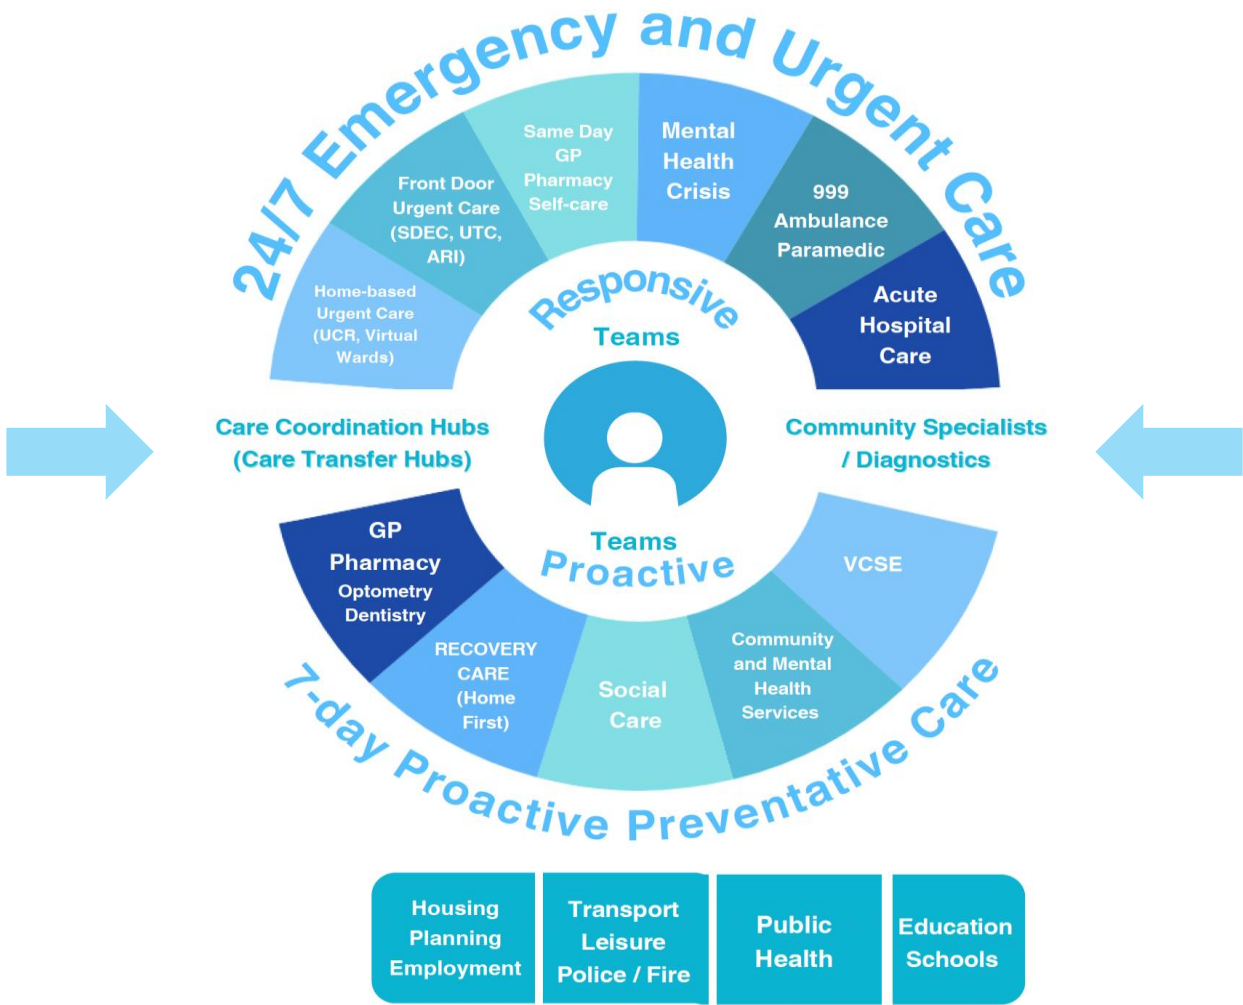 24/7 Emergency and Urgent Care
Home-based
Urgent Care
(UCR, Virtual
Wards)
Front Door
Urgent Care
(SDEC, UTC,
ARI)
Same Day
GP
Pharmacy
Self-care
Mental
Health
Crisis
999
Ambulance
Paramedic
Acute
Hospital
Care
Responsive
Teams
Care Coordination Hubs
(Care Transfer Hubs)
Community Specialists
/ Diagnostics
Teams
Proactive
GP
Pharmacy
Optometry
Dentistry
RECOVERY
CARE
(Home
First)
Social
Care
Community
and Mental
Health
Services
VCSE
7-day Proactive Preventative Care
Housing
Planning
Employment
Transport
Leisure
Police / Fire
Public
Health
Education
Schools